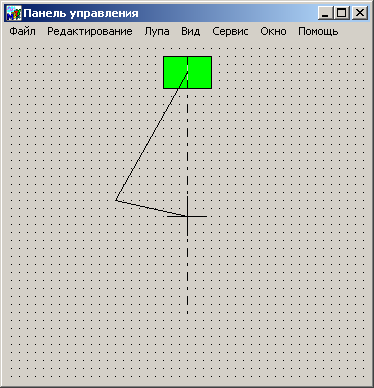 Панель управления
Файл Редактирование Лупа Вид Сервис Окно Помощь